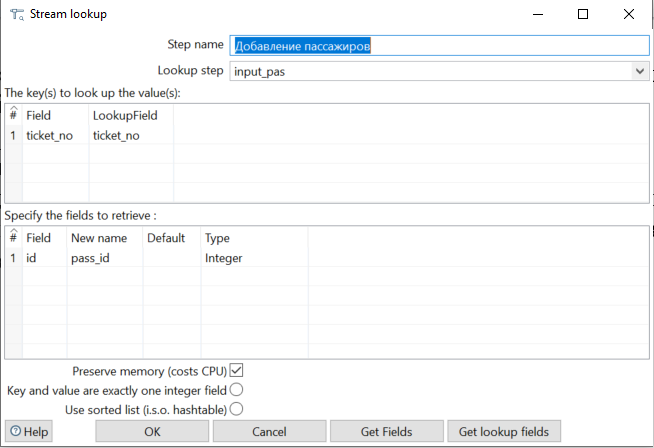 Stream lookup
Step name Добавление пассажиров
Lookup step input_pas
The key(s) to look up the value(s):
# Field LookupField
1 ticket_no ticket_no
Specify the fields to retrieve :
# Field New name Default Type
1 id pass_id Integer
Preserve memory (costs CPU)
Key and value are exactly one integer field
Use sorted list (i.s.o. hashtable)
Help OK Cancel Get Fields Get lookup fields